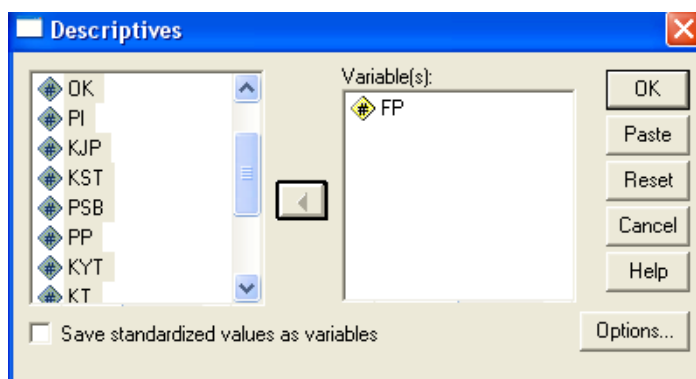 Descriptives
OK
PI
KJP
KST
PSB
PP
KYT
KT
Variable(s):
FP
OK
Paste
Reset
Cancel
Help
Save standardized values as variables
Options...